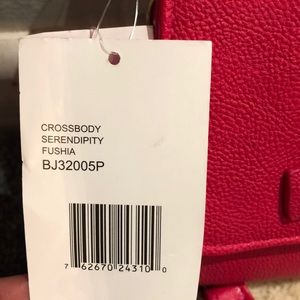 CROSSBODY
SERENDIPITY
FUSHIA
BJ32005P
7 62670 24310 0